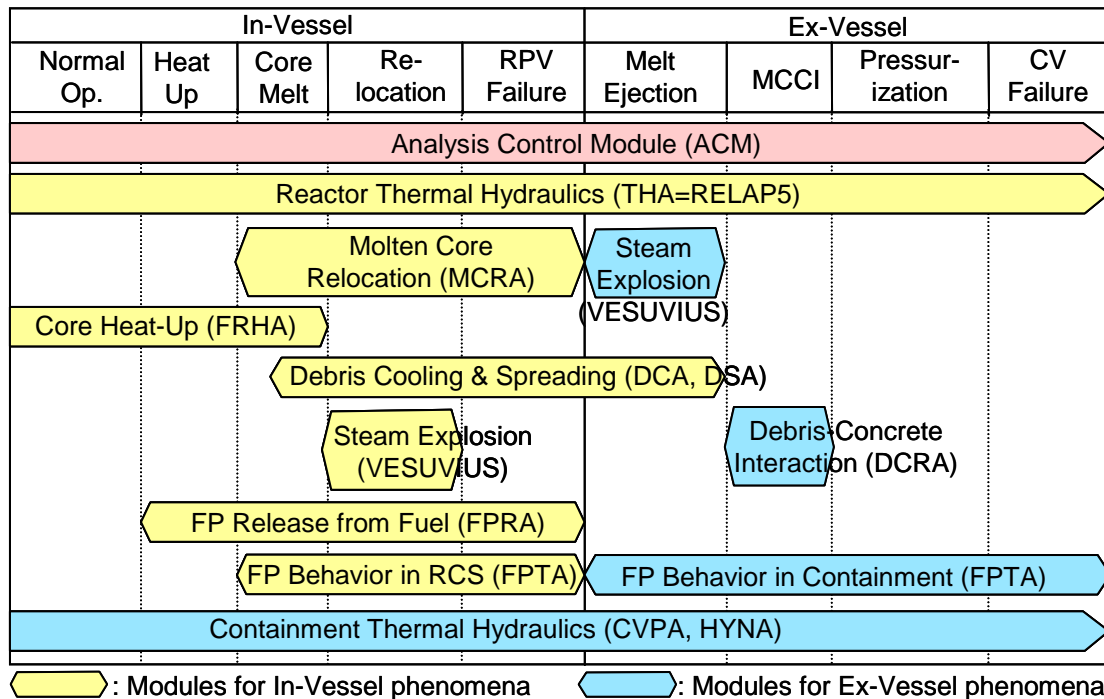 In-Vessel
Ex-Vessel
Normal
Op.
Heat
Up
Core
Melt
Re-
location
RPV
Failure
Melt
Ejection
MCCI
Pressur-
ization
CV
Failure
Analysis Control Module (ACM)
Reactor Thermal Hydraulics (THA=RELAP5)
Molten Core
Relocation (MCRA)
Steam
Explosion
(VESUVIUS)
Core Heat-Up (FRHA)
Debris Cooling & Spreading (DCA, DSA)
Steam Explosion
(VESUVIUS)
Debris-Concrete
Interaction (DCRA)
FP Release from Fuel (FPRA)
FP Behavior in RCS (FPTA)
FP Behavior in Containment (FPTA)
Containment Thermal Hydraulics (CVPA, HYNA)
: Modules for In-Vessel phenomena
: Modules for Ex-Vessel phenomena